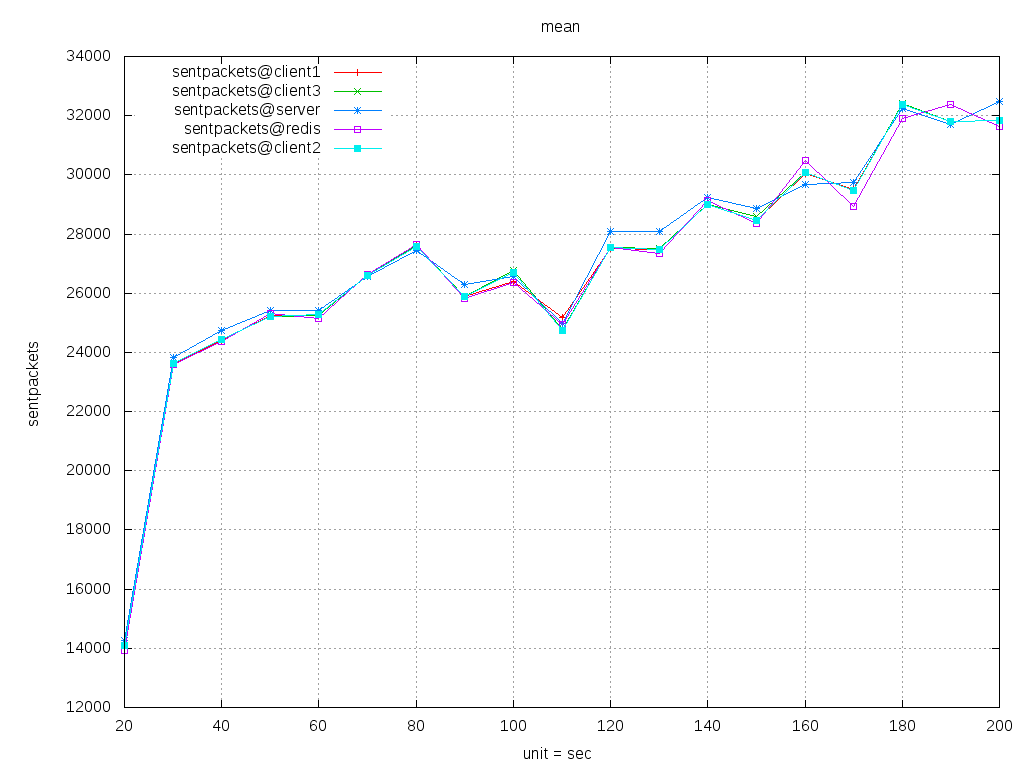 mean
34000
32000
30000
28000
26000
24000
22000
20000
18000
16000
14000
12000
sentpackets
sentpackets@client1
sentpackets@client3
sentpackets@server
sentpackets@redis
sentpackets@client2
20 40 60 80 100 120 140 160 180 200
unit = sec